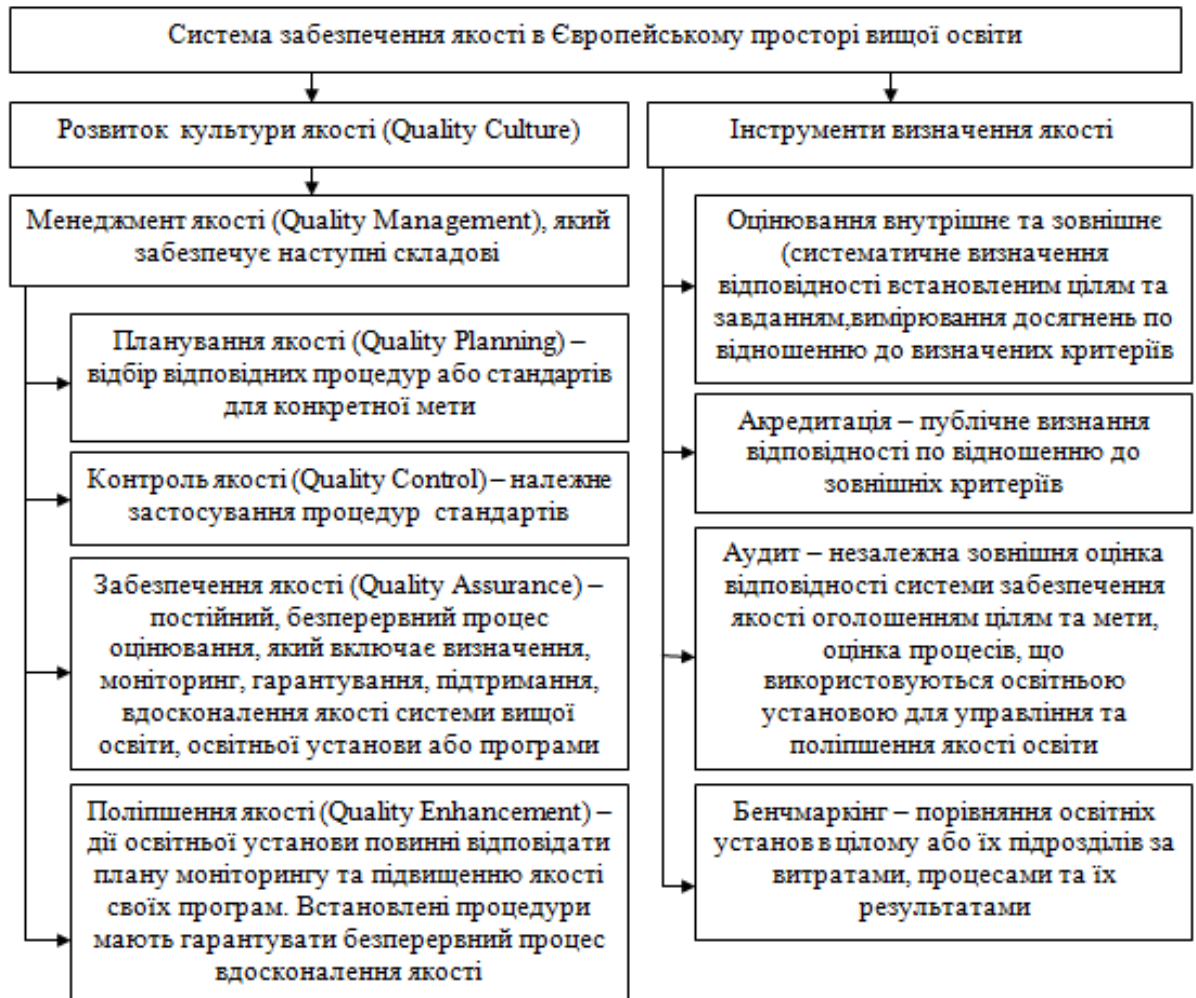 Система забезпечення якості в Європейському просторі вищої освіти
Розвиток культури якості (Quality Culture)
Менеджмент якості (Quality Management), який
забезпечує наступні складові
Планування якості (Quality Planning) –
відбір відповідних процедур або стандартів
для конкретної мети
Контроль якості (Quality Control) – належне
застосування процедур стандартів
Забезпечення якості (Quality Assurance) –
постійний, безперервний процес
оцінювання, який включає визначення,
моніторинг, гарантування, підтримання,
вдосконалення якості системи вищої
освіти, освітньої установи або програми
Поліпшення якості (Quality Enhancement) –
дії освітньої установи повинні відповідати
плану моніторингу та підвищенню якості
своїх програм. Встановлені процедури
мають гарантувати безперервний процес
вдосконалення якості
Інструменти визначення якості
Оцінювання внутрішнє та зовнішнє
(систематичне визначення
відповідності встановленим цілям та
завданням,вимірювання досягнень по
відношенню до визначених критеріїв
Акредитація – публічне визнання
відповідності по відношенню до
зовнішніх критеріїв
Аудит – незалежна зовнішня оцінка
відповідності системи забезпечення
якості оголошенням цілям та мети,
оцінка процесів, що
використовуються освітньою
установою для управління та
поліпшення якості освіти
Бенчмаркінг – порівняння освітніх
установ в цілому або їх підрозділів за
витратами, процесами та їх
результатами